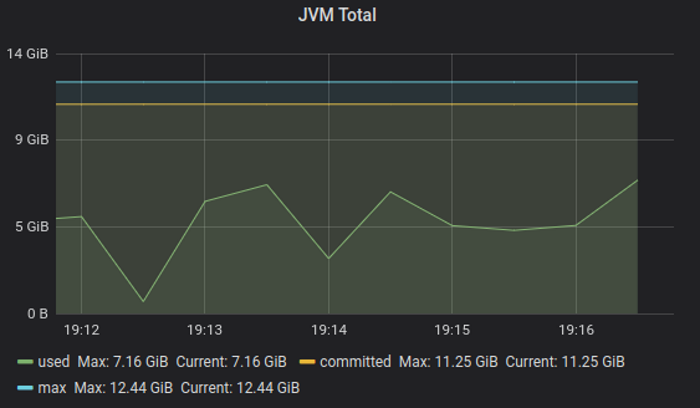 JVM Total
14 GiB
9 GiB
5 GiB
0 B
19:12 19:13 19:14 19:15 19:16
used Max: 7.16 GiB Current: 7.16 GiB committed Max: 11.25 GiB Current: 11.25 GiB
max Max: 12.44 GiB Current: 12.44 GiB